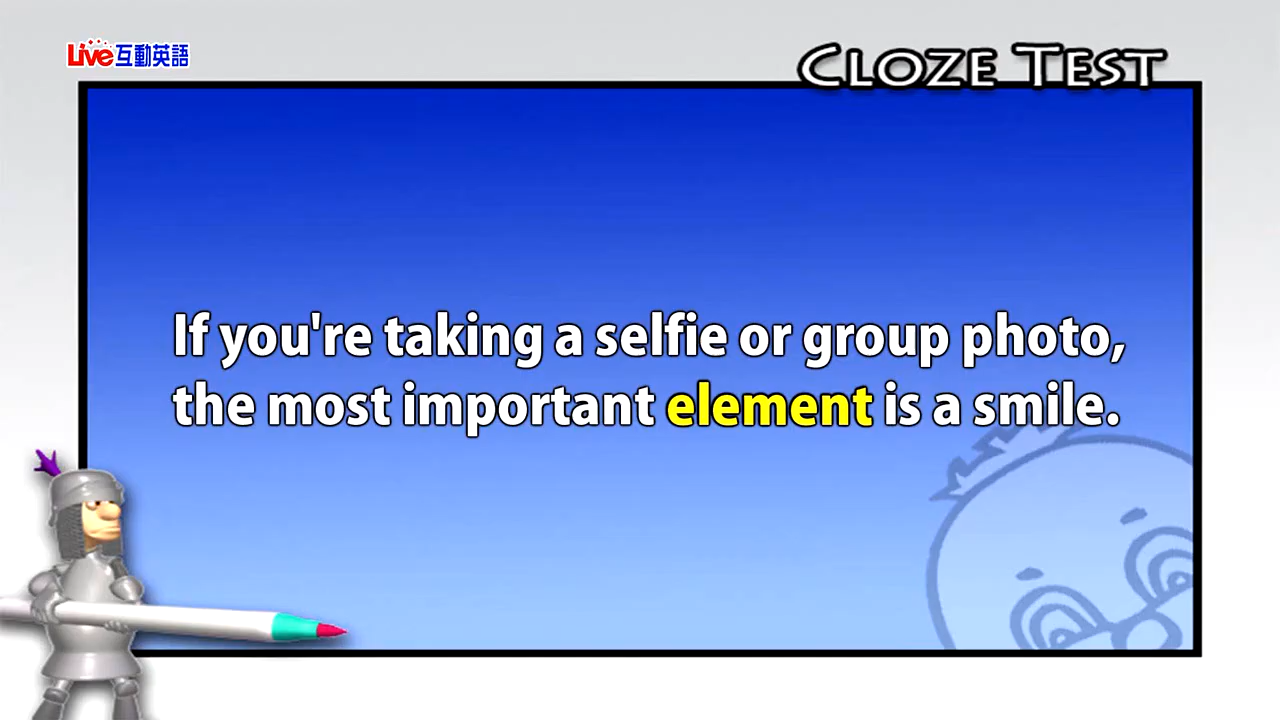 Live互動英語
CLOZE TEST
If you're taking a selfie or group photo,
the most important element is a smile.